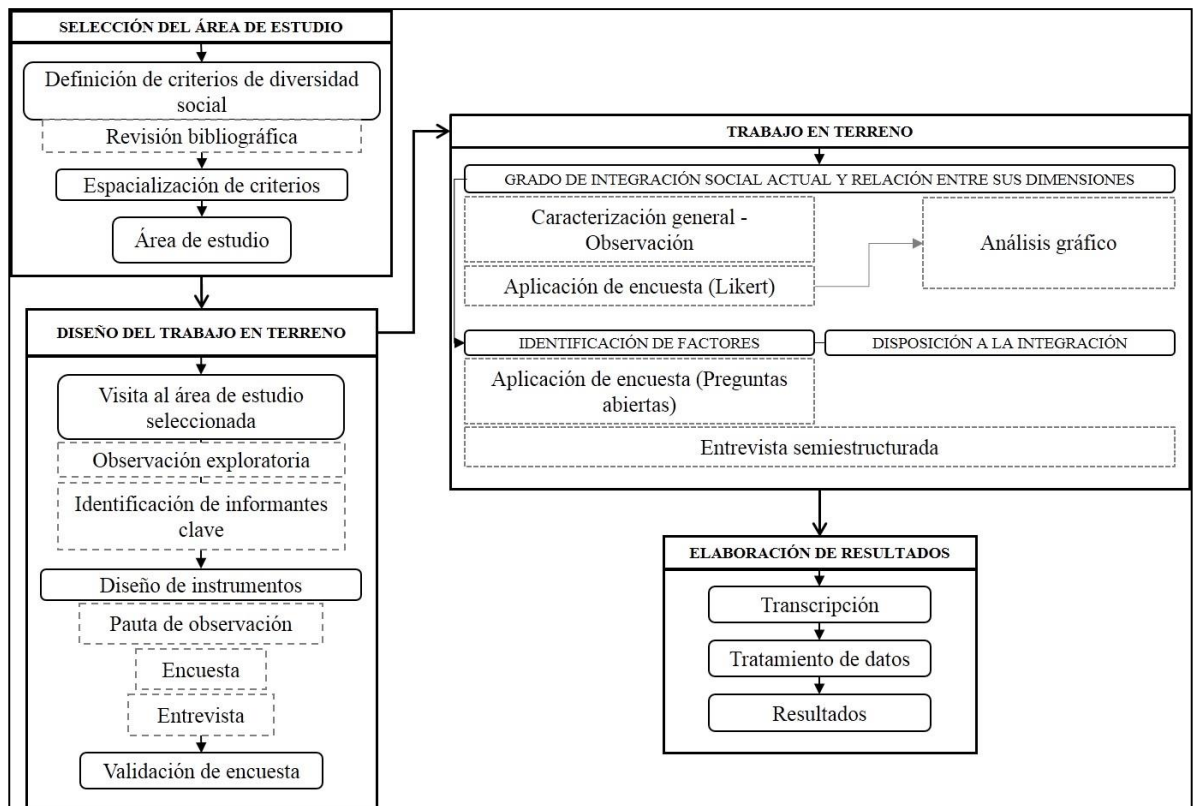 SELECCIÓN DEL ÁREA DE ESTUDIO
Definición de criterios de diversidad
social
Revisión bibliográfica
Espacialización de criterios
Área de estudio
DISEÑO DEL TRABAJO EN TERRENO
Visita al área de estudio
seleccionada
Observación exploratoria
Identificación de informantes
clave
Diseño de instrumentos
Pauta de observación
Encuesta
Entrevista
Validación de encuesta
TRABAJO EN TERRENO
GRADO DE INTEGRACIÓN SOCIAL ACTUAL Y RELACIÓN ENTRE SUS DIMENSIONES
Caracterización general -
Observación
Análisis gráfico
Aplicación de encuesta (Likert)
IDENTIFICACIÓN DE FACTORES
DISPOSICIÓN A LA INTEGRACIÓN
Aplicación de encuesta (Preguntas
abiertas)
Entrevista semiestructurada
ELABORACIÓN DE RESULTADOS
Transcripción
Tratamiento de datos
Resultados